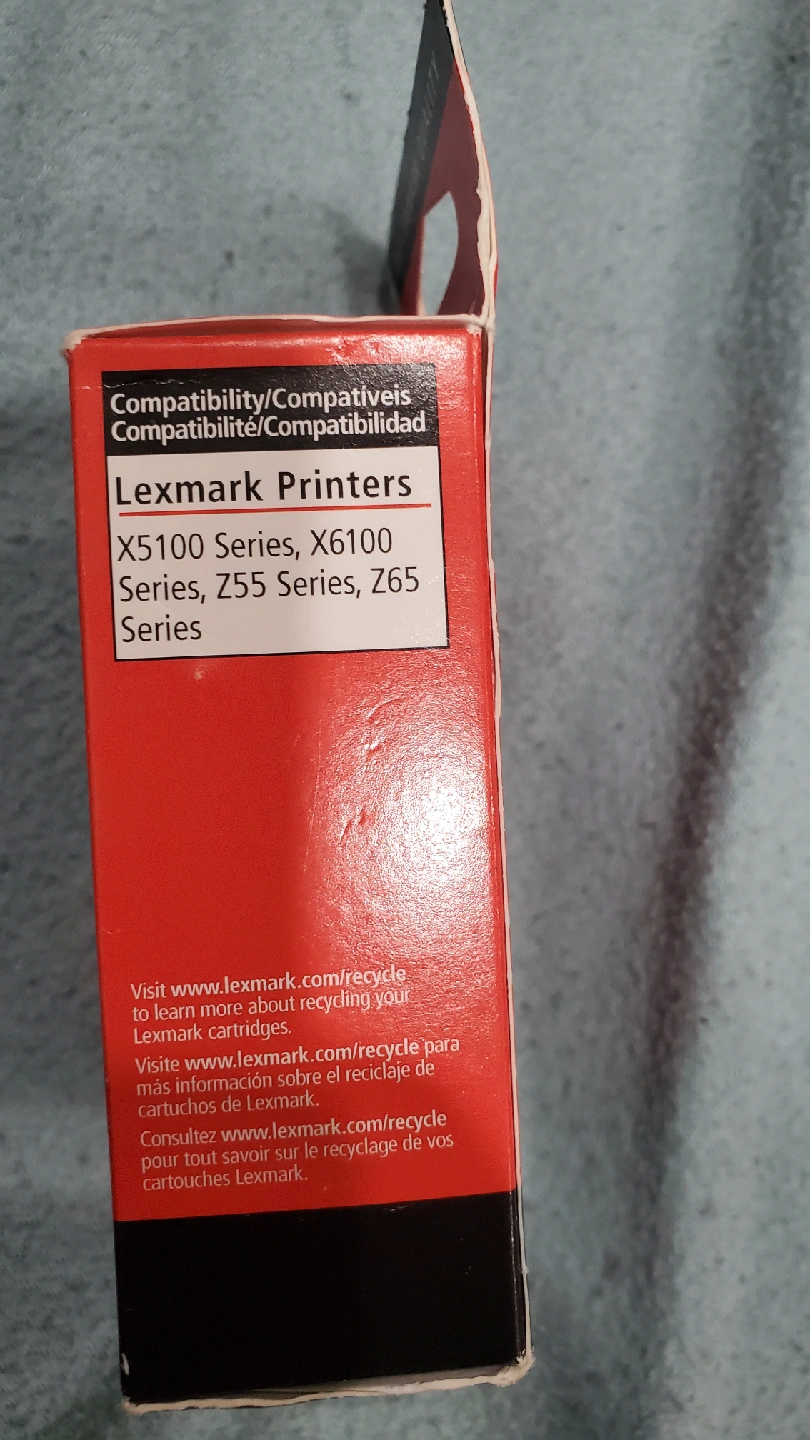 Compatibility/Compatíveis
Compatibilité/Compatibilidad
Lexmark Printers
X5100 Series, X6100
Series, Z55 Series, Z65
Series
Visit www.lexmark.com/recycle
to learn more about recycling your
Lexmark cartridges.
Visite www.lexmark.com/recycle para
más información sobre el reciclaje de
cartuchos de Lexmark.
Consultez www.lexmark.com/recycle
pour tout savoir sur le recyclage de vos
cartouches Lexmark.